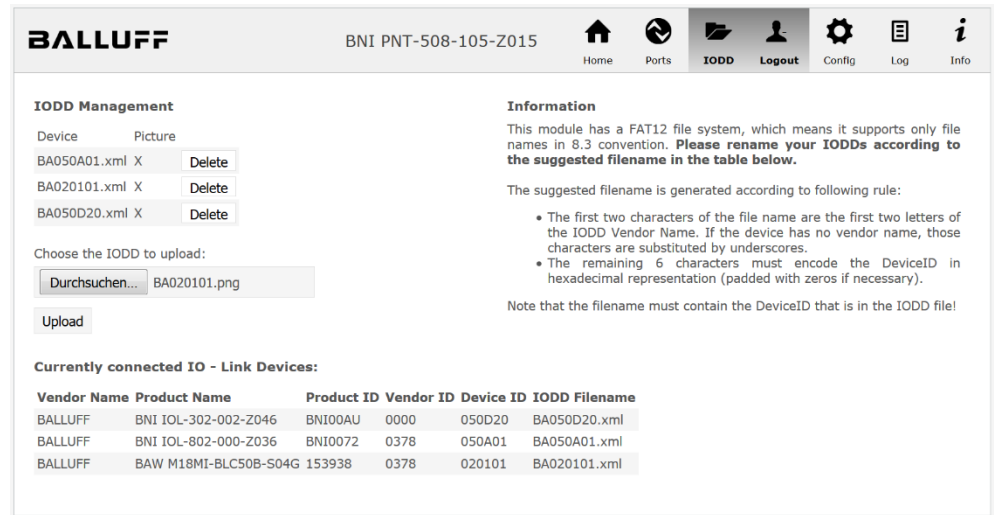 BALLUFF
BNI PNT-508-105-Z015
Home Ports IODD Logout Config Log Info
IODD Management
Device Picture
BA050A01.xml X Delete
BA020101.xml X Delete
BA050D20.xml X Delete
Choose the IODD to upload:
Durchsuchen... BA020101.png
Upload
Information
This module has a FAT12 file system, which means it supports only file
names in 8.3 convention. Please rename your IODDs according to
the suggested filename in the table below.
The suggested filename is generated according to following rule:
• The first two characters of the file name are the first two letters of
the IODD Vendor Name. If the device has no vendor name, those
characters are substituted by underscores.
• The remaining 6 characters must encode the DeviceID in
hexadecimal representation (padded with zeros if necessary).
Note that the filename must contain the DeviceID that is in the IODD file!
Currently connected IO - Link Devices:
Vendor Name Product Name Product ID Vendor ID Device ID IODD Filename
BALLUFF BNI IOL-302-002-Z046 BNI00AU 0000 050D20 BA050D20.xml
BALLUFF BNI IOL-802-000-Z036 BNI0072 0378 050A01 BA050A01.xml
BALLUFF BAW M18MI-BLC50B-S04G 153938 0378 020101 BA020101.xml